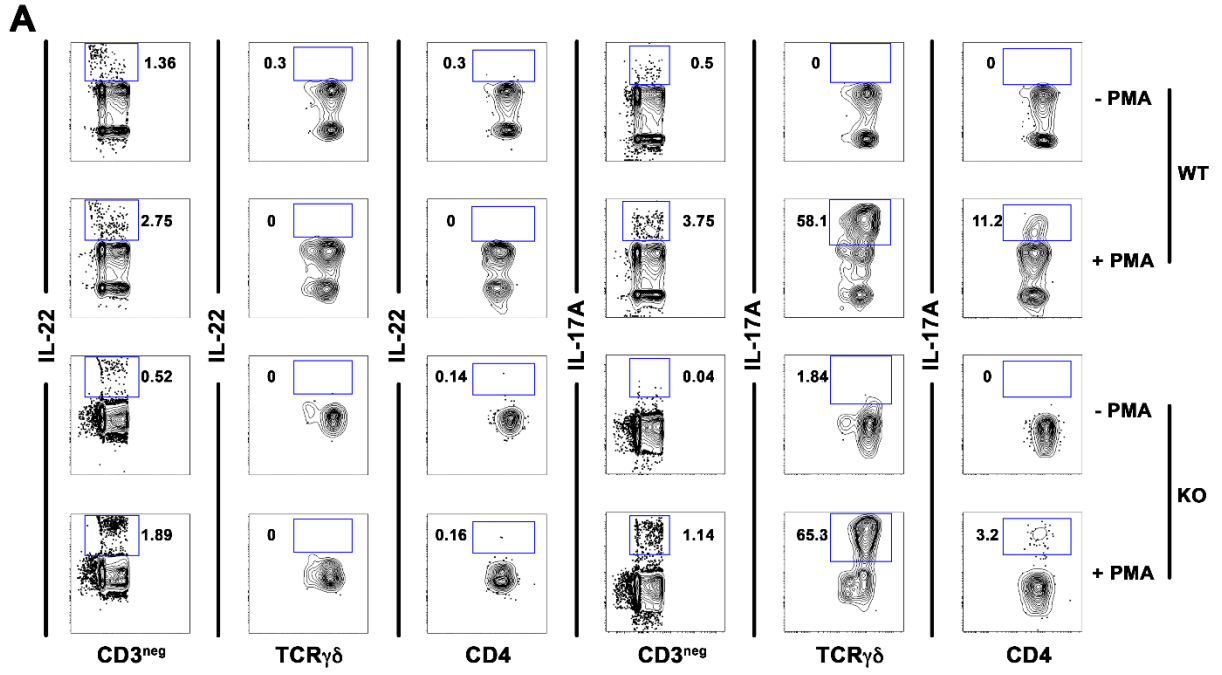 A
1.36 0.3 0.3 0.5 0 0 - PMA
WT
2.75 0 0 3.75 58.1 11.2 + PMA
IL-22 IL-22 IL-22 IL-17A IL-17A IL-17A
0.52 0 0.14 0.04 1.84 0 - PMA
KO
1.89 0 0.16 1.14 65.3 3.2 + PMA
CD3neg TCRγδ CD4 CD3neg TCRγδ CD4